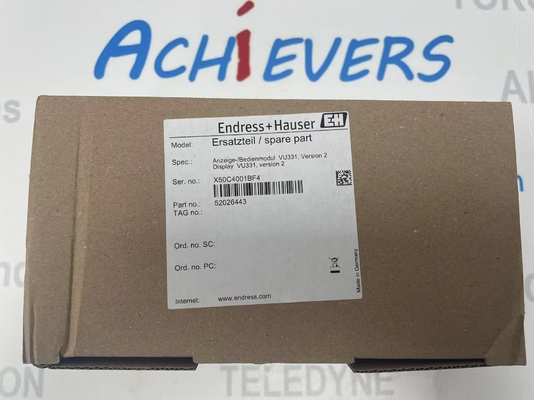 ACHiEVERS
Endress+Hauser EH
Model: Ersatzteil / spare part
Spec.: Anzeige-/Bedienmodul VU331, Version 2
Display VU331, version 2
Ser. no.: X50C4001BF4
Part no.: 52026443
TAG no.:
Ord. no. SC:
Ord. no. PC:
Made in Germany
Internet: www.endress.com
TELEDYNE